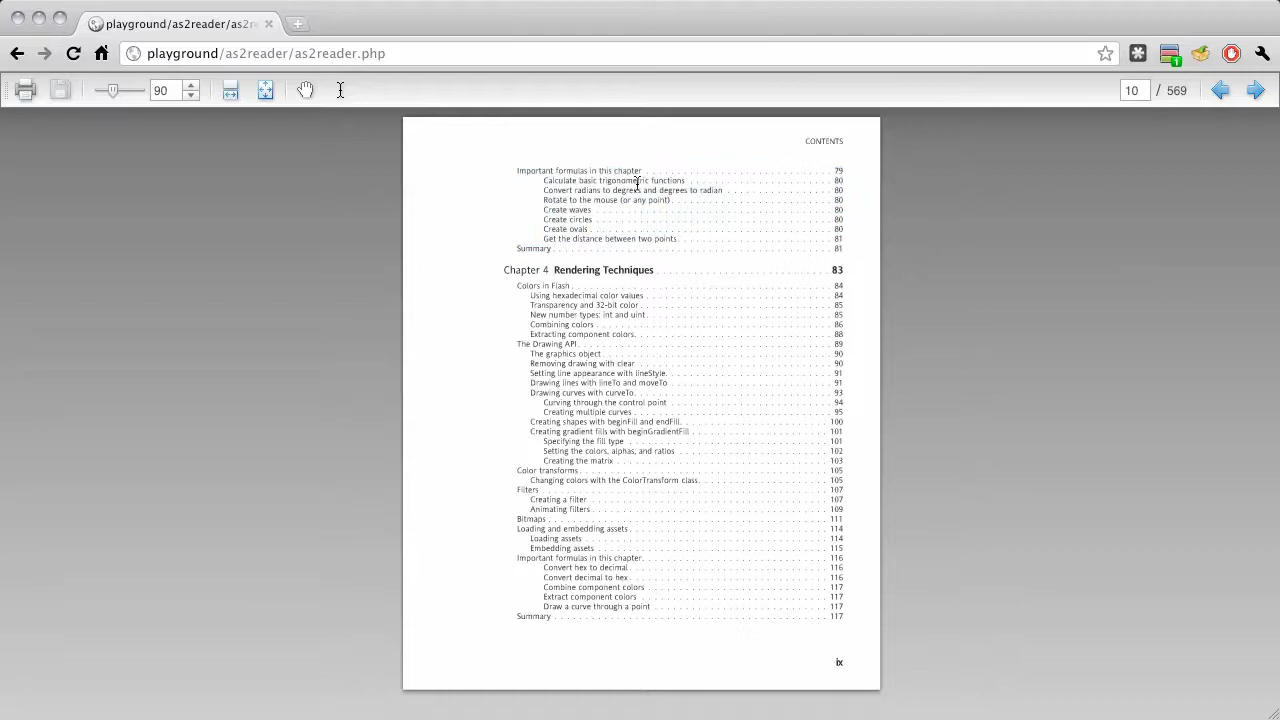 playground/as2reader/as2re
playground/as2reader/as2reader.php
1
90
10 / 569
CONTENTS
Important formulas in this chapter 79
Calculate basic trigonometric functions 80
Convert radians to degrees and degrees to radian 80
Rotate to the mouse (or any point) 80
Create waves 80
Create circles 80
Create ovals 80
Get the distance between two points 81
Summary 81
Chapter 4 Rendering Techniques 83
Colors in Flash 84
Using hexadecimal color values 84
Transparency and 32-bit color 85
New number types: int and uint 85
Combining colors 86
Extracting component colors 88
The Drawing API 89
The graphics object 90
Removing drawing with clear 90
Setting line appearance with lineStyle 91
Drawing lines with lineTo and moveTo 91
Drawing curves with curveTo 93
Curving through the control point 94
Creating multiple curves 95
Creating shapes with beginFill and endFill 100
Creating gradient fills with beginGradientFill 101
Specifying the fill type 101
Setting the colors, alphas, and ratios 102
Creating the matrix 103
Color transforms 105
Changing colors with the ColorTransform class 105
Filters 107
Creating a filter 107
Animating filters 109
Bitmaps 111
Loading and embedding assets 114
Loading assets 114
Embedding assets 115
Important formulas in this chapter 116
Convert hex to decimal 116
Convert decimal to hex 116
Combine component colors 117
Extract component colors 117
Draw a curve through a point 117
Summary 117
ix